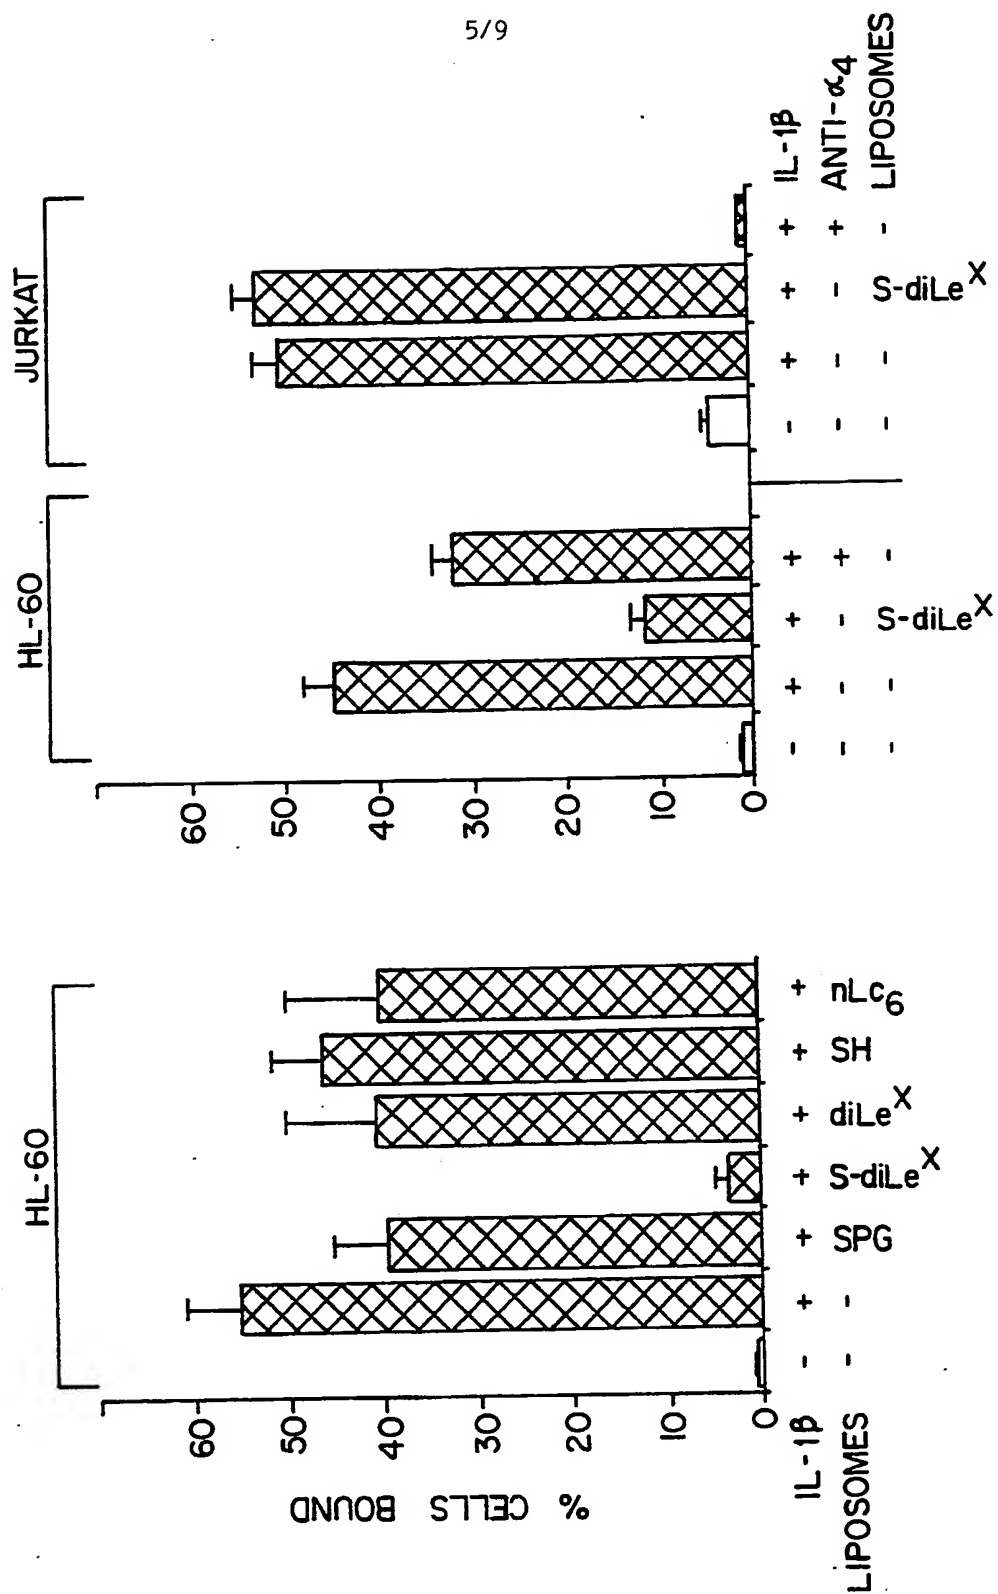 5/9
HL-60
% CELLS BOUND
60
50
40
30
20
10
0
IL-1β - + + + + + +
LIPOSOMES - - SPG S-diLeX diLeX SH nLc6
HL-60 JURKAT
60
50
40
30
20
10
0
- + + + - + + + IL-1β
- - - + - - - + ANTI-α4
- - S-diLeX - - - S-diLeX - LIPOSOMES